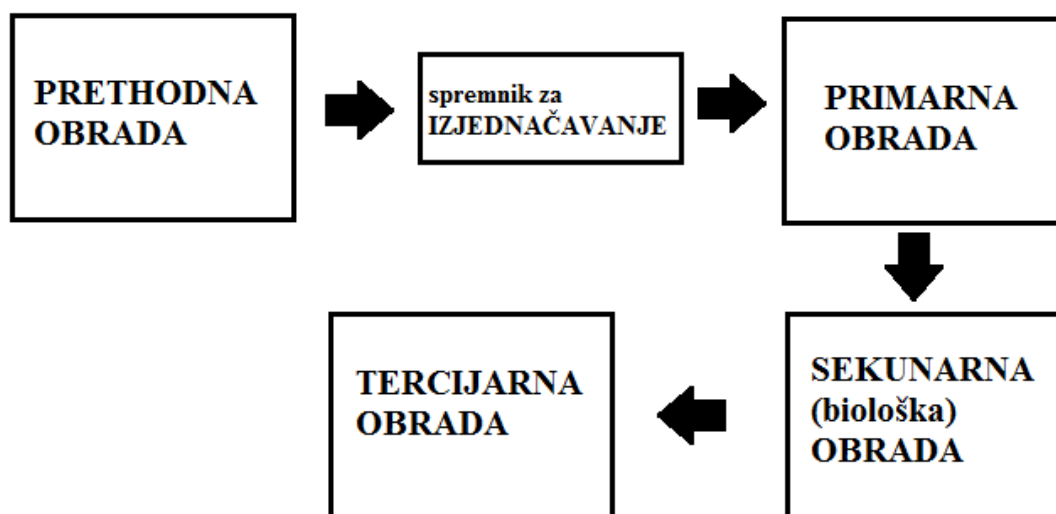 PRETHODNA
OBRADA
spremnik za
IZJEDNAČAVANJE
PRIMARNA
OBRADA
SEKUNARNA
(biološka)
OBRADA
TERCIJARNA
OBRADA